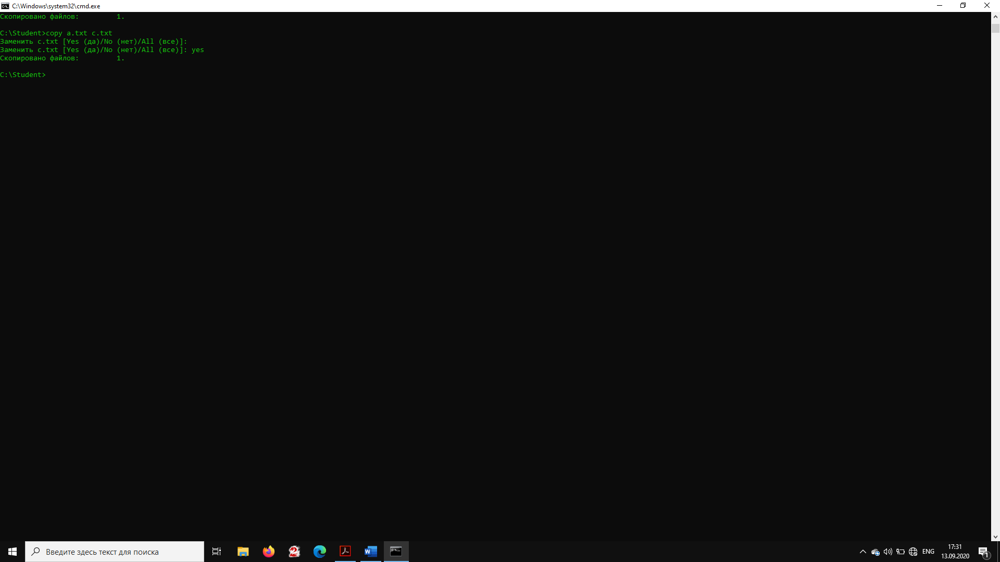 C:\Windows\system32\cmd.exe
Скопировано файлов:         1.
C:\Student>copy a.txt c.txt
Заменить c.txt [Yes (да)/No (нет)/All (все)]:
Заменить c.txt [Yes (да)/No (нет)/All (все)]: yes
Скопировано файлов:         1.
C:\Student>
Введите здесь текст для поиска
ENG
17:31
13.09.2020
1